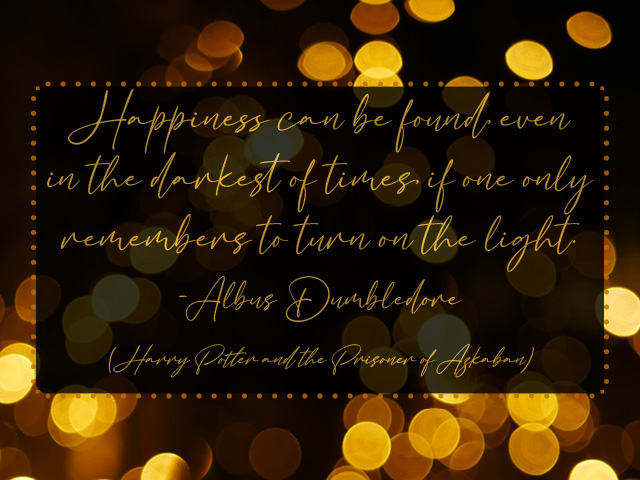 Happiness can be found, even
in the darkest of times, if one only
remembers to turn on the light.
-Albus Dumbledore
(Harry Potter and the Prisoner of Azkaban)